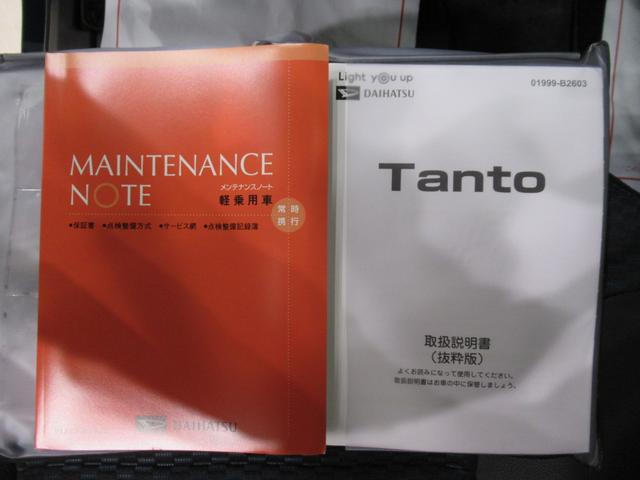 MAINTENANCE
NOTE
メンテナンスノート
軽乗用車
常時
携行
●保証書 ●点検整備方式 ●サービス網 ●点検整備記録簿
DAIHATSU
Light you up
DAIHATSU
01999-B2603
Tanto
取扱説明書
(抜粋版)
よくお読みになって使用してください。
取扱説明書はお車の中に保管しましょう。